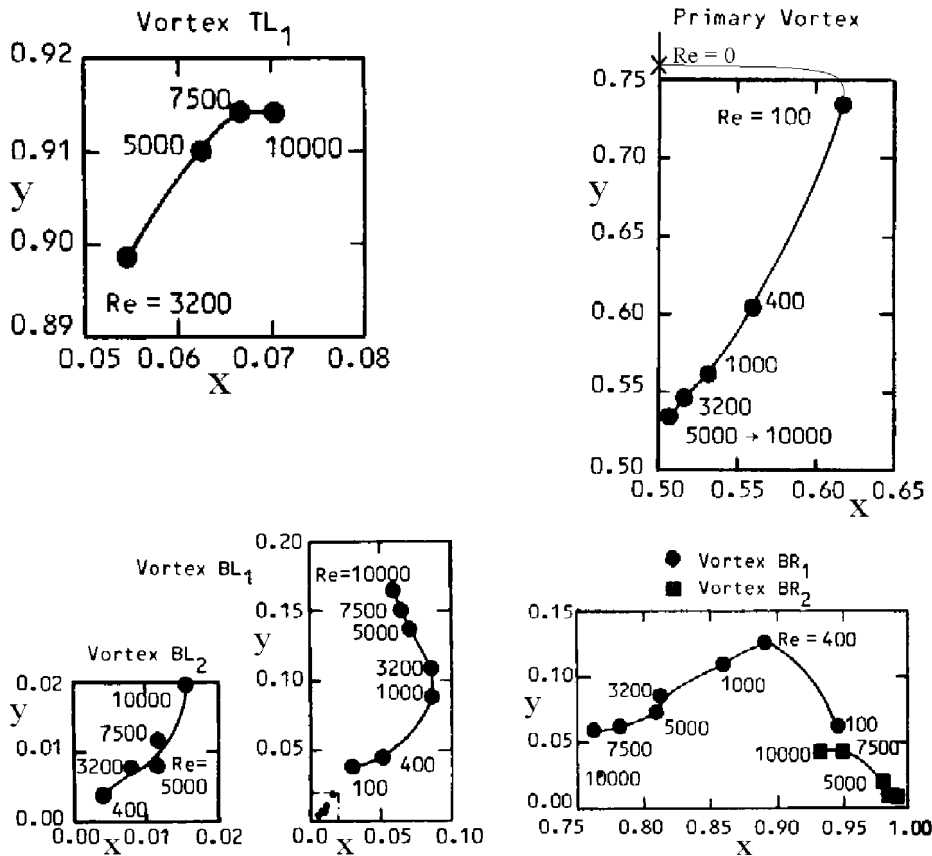 Vortex TL1
0.92
0.91
0.90
0.89
y
7500
5000
10000
Re = 3200
0.05 0.06 0.07 0.08
x
Primary Vortex
Re = 0
0.75
0.70
0.65
0.60
0.55
0.50
y
Re = 100
400
1000
3200
5000 → 10000
0.50 0.55 0.60 0.65
x
Vortex BL2
0.02
0.01
0.00
y
10000
7500
3200
Re=
5000
400
0.00 0.01 0.02
x
Vortex BL1
0.20
0.15
0.10
0.05
0
y
Re=10000
7500
5000
3200
1000
400
100
0 0.05 0.10
x
Vortex BR1
Vortex BR2
0.15
0.10
0.05
0.00
y
Re = 400
3200
1000
5000
100
7500
10000
10000
7500
5000
0.75 0.80 0.85 0.90 0.95 1.00
x